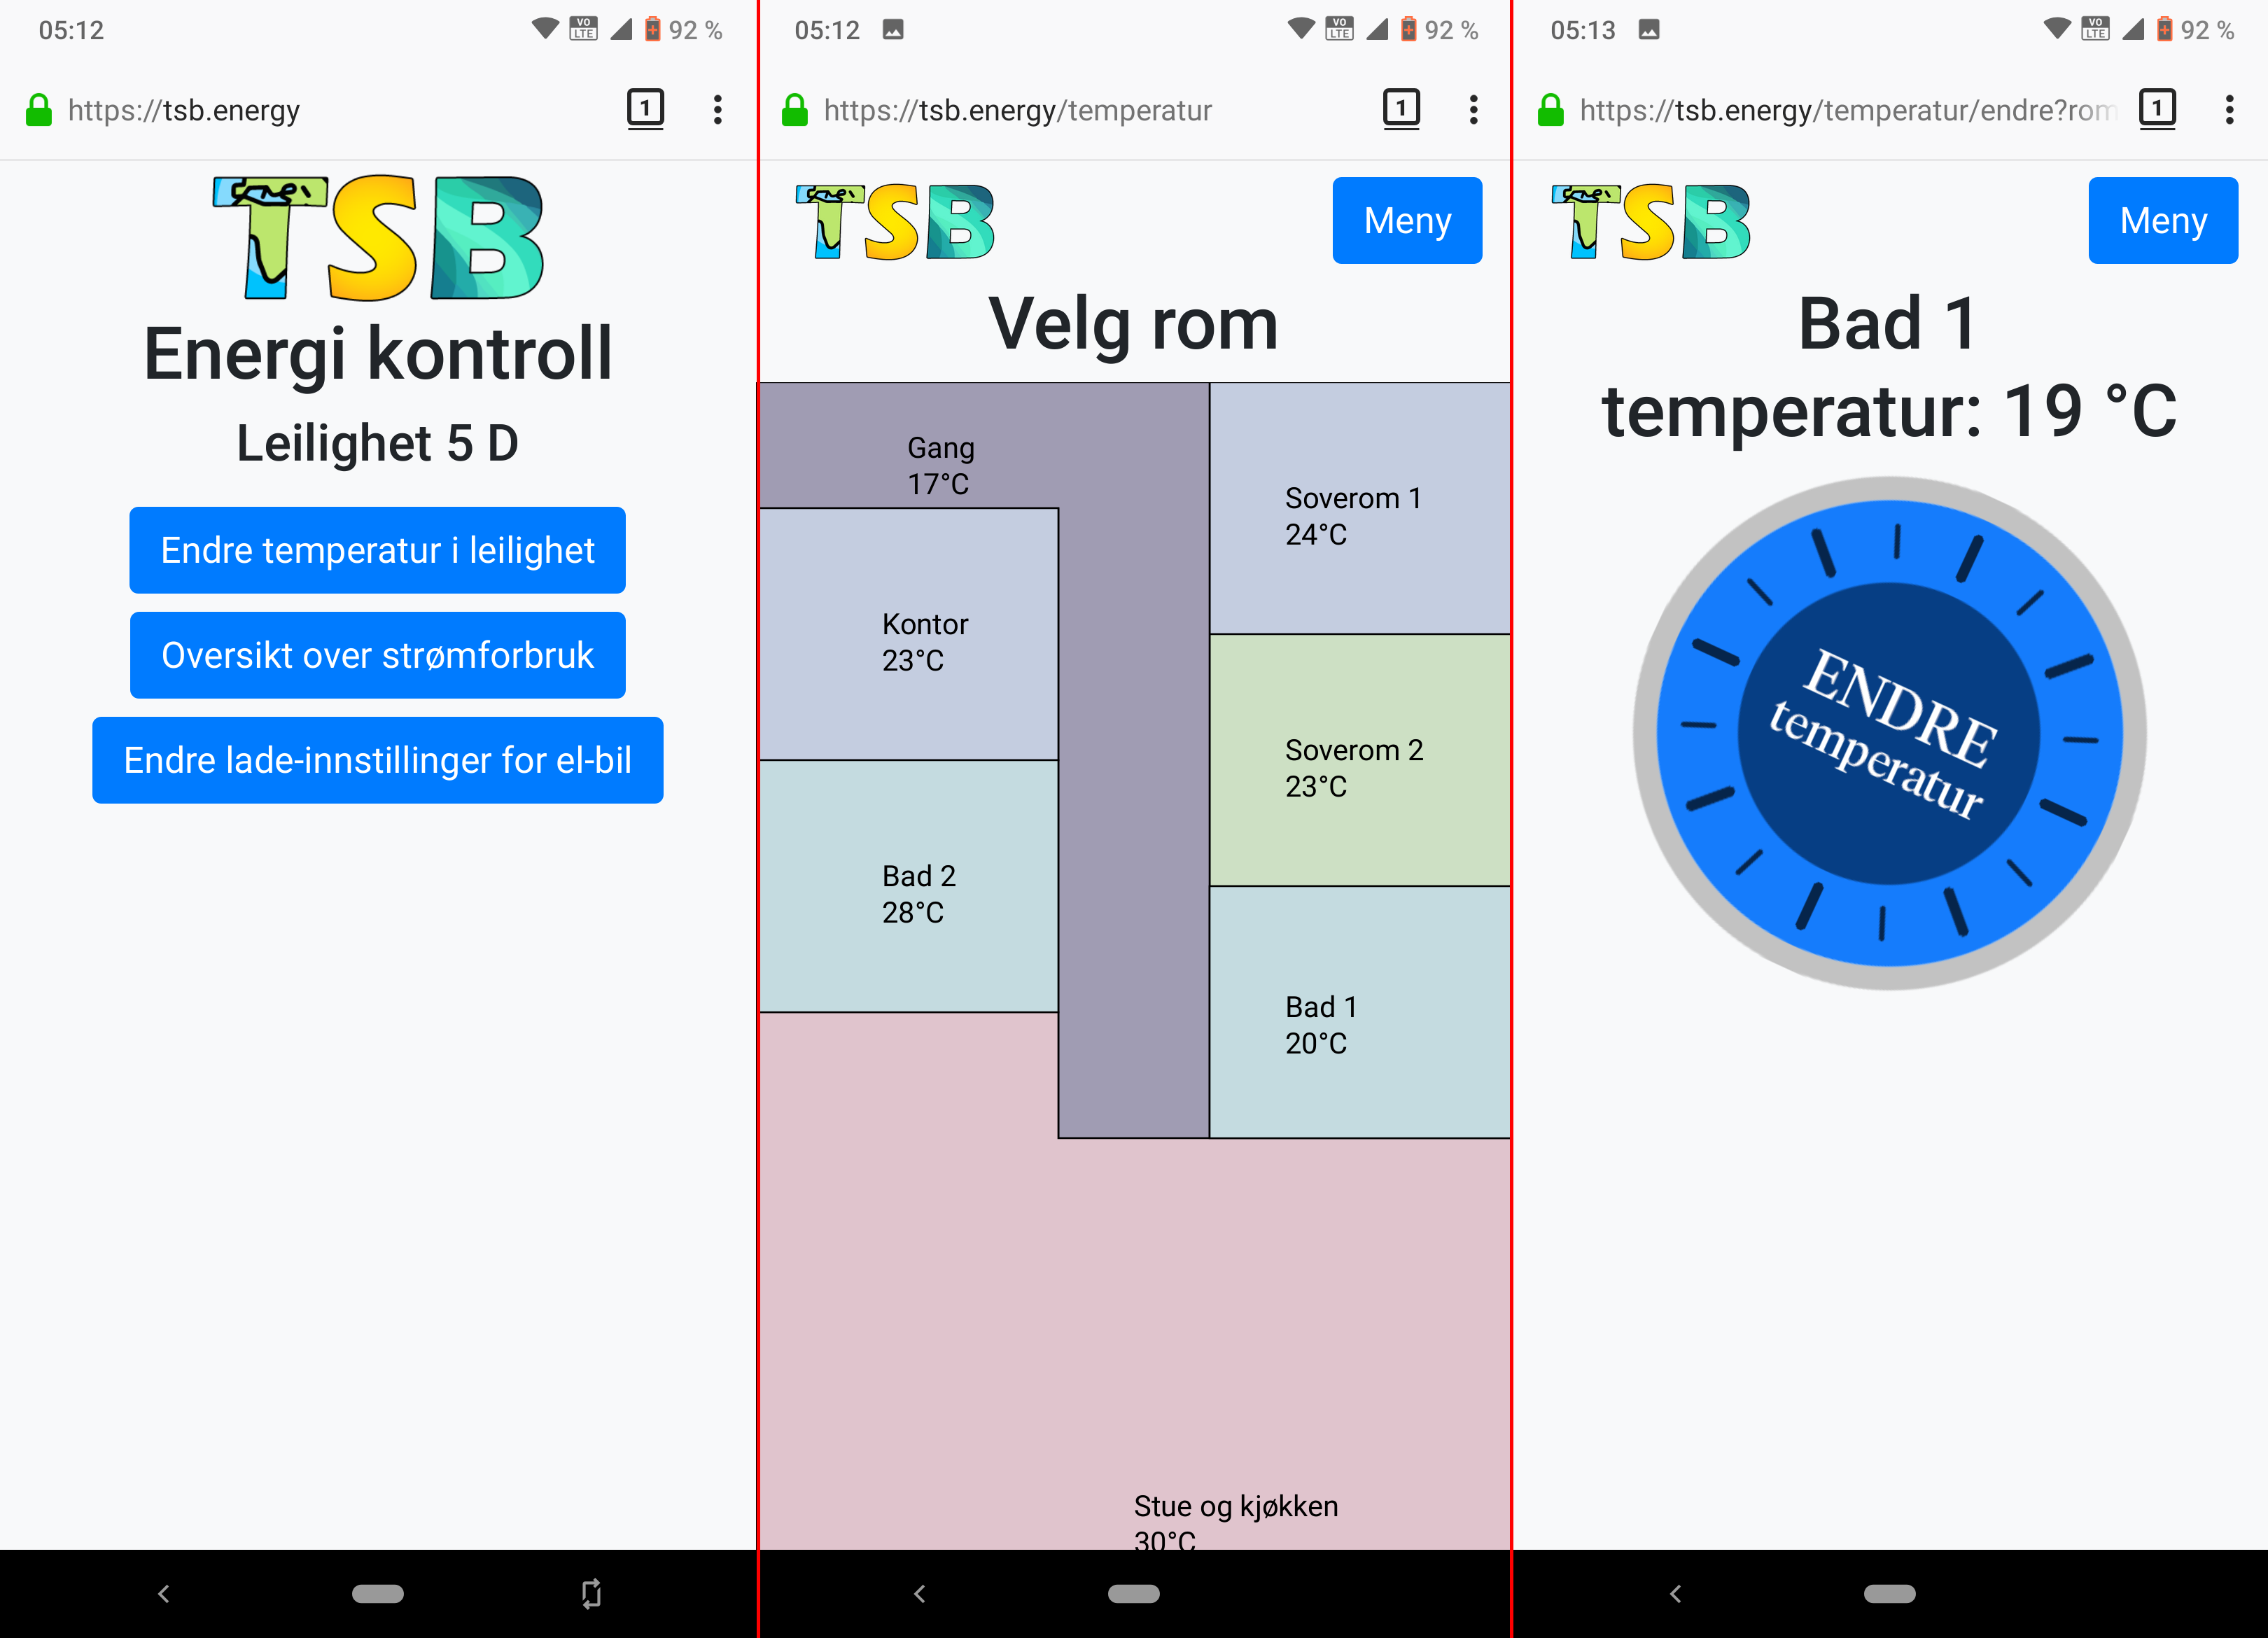 05:12
VO
LTE
92 %
https://tsb.energy
1
TSB
Energi kontroll
Leilighet 5 D
Endre temperatur i leilighet
Oversikt over strømforbruk
Endre lade-innstillinger for el-bil
05:12
VO
LTE
92 %
https://tsb.energy/temperatur
1
TSB
Meny
Velg rom
Gang
17°C
Soverom 1
24°C
Kontor
23°C
Soverom 2
23°C
Bad 2
28°C
Bad 1
20°C
Stue og kjøkken
30°C
05:13
VO
LTE
92 %
https://tsb.energy/temperatur/endre?rom
1
TSB
Meny
Bad 1
temperatur: 19 °C
ENDRE
temperatur